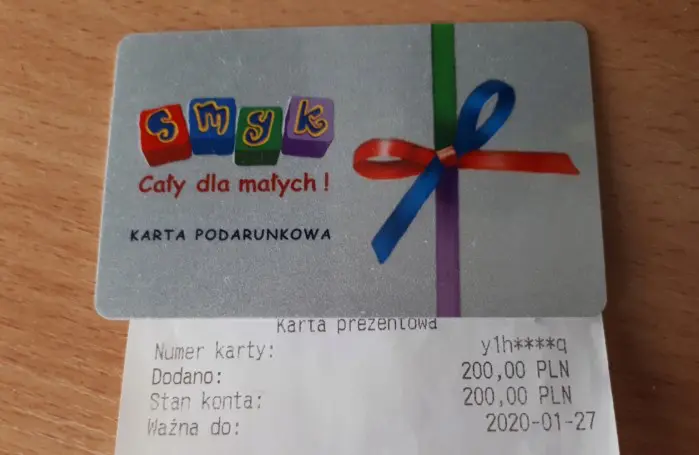 smyk
Cały dla małych !
KARTA PODARUNKOWA
Karta prezentowa
Numer karty: y1h****q
Dodano: 200,00 PLN
Stan konta: 200,00 PLN
Ważna do: 2020-01-27